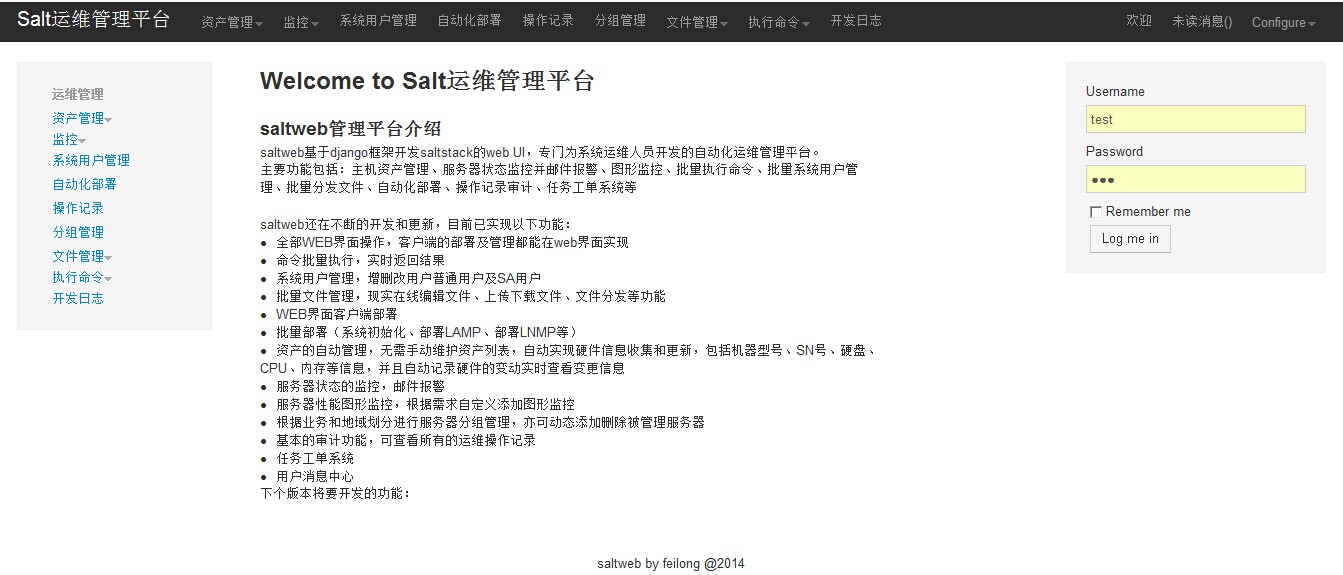 Salt运维管理平台 资产管理 监控 系统用户管理 自动化部署 操作记录 分组管理 文件管理 执行命令 开发日志 欢迎 未读消息() Configure
运维管理
资产管理
监控
系统用户管理
自动化部署
操作记录
分组管理
文件管理
执行命令
开发日志
Welcome to Salt运维管理平台
saltweb管理平台介绍
saltweb基于django框架开发saltstack的web UI，专门为系统运维人员开发的自动化运维管理平台。
主要功能包括：主机资产管理、服务器状态监控并邮件报警、图形监控、批量执行命令、批量系统用户管
理、批量分发文件、自动化部署、操作记录审计、任务工单系统等
saltweb还在不断的开发和更新，目前已实现以下功能：
● 全部WEB界面操作，客户端的部署及管理都能在web界面实现
● 命令批量执行，实时返回结果
● 系统用户管理，增删改用户普通用户及SA用户
● 批量文件管理，现实在线编辑文件、上传下载文件、文件分发等功能
● WEB界面客户端部署
● 批量部署（系统初始化、部署LAMP、部署LNMP等）
● 资产的自动管理，无需手动维护资产列表，自动实现硬件信息收集和更新，包括机器型号、SN号、硬盘、
CPU、内存等信息，并且自动记录硬件的变动实时查看变更信息
● 服务器状态的监控，邮件报警
● 服务器性能图形监控，根据需求自定义添加图形监控
● 根据业务和地域划分进行服务器分组管理，亦可动态添加删除被管理服务器
● 基本的审计功能，可查看所有的运维操作记录
● 任务工单系统
● 用户消息中心
下个版本将要开发的功能：
Username
test
Password
●●●
Remember me
Log me in
saltweb by feilong @2014